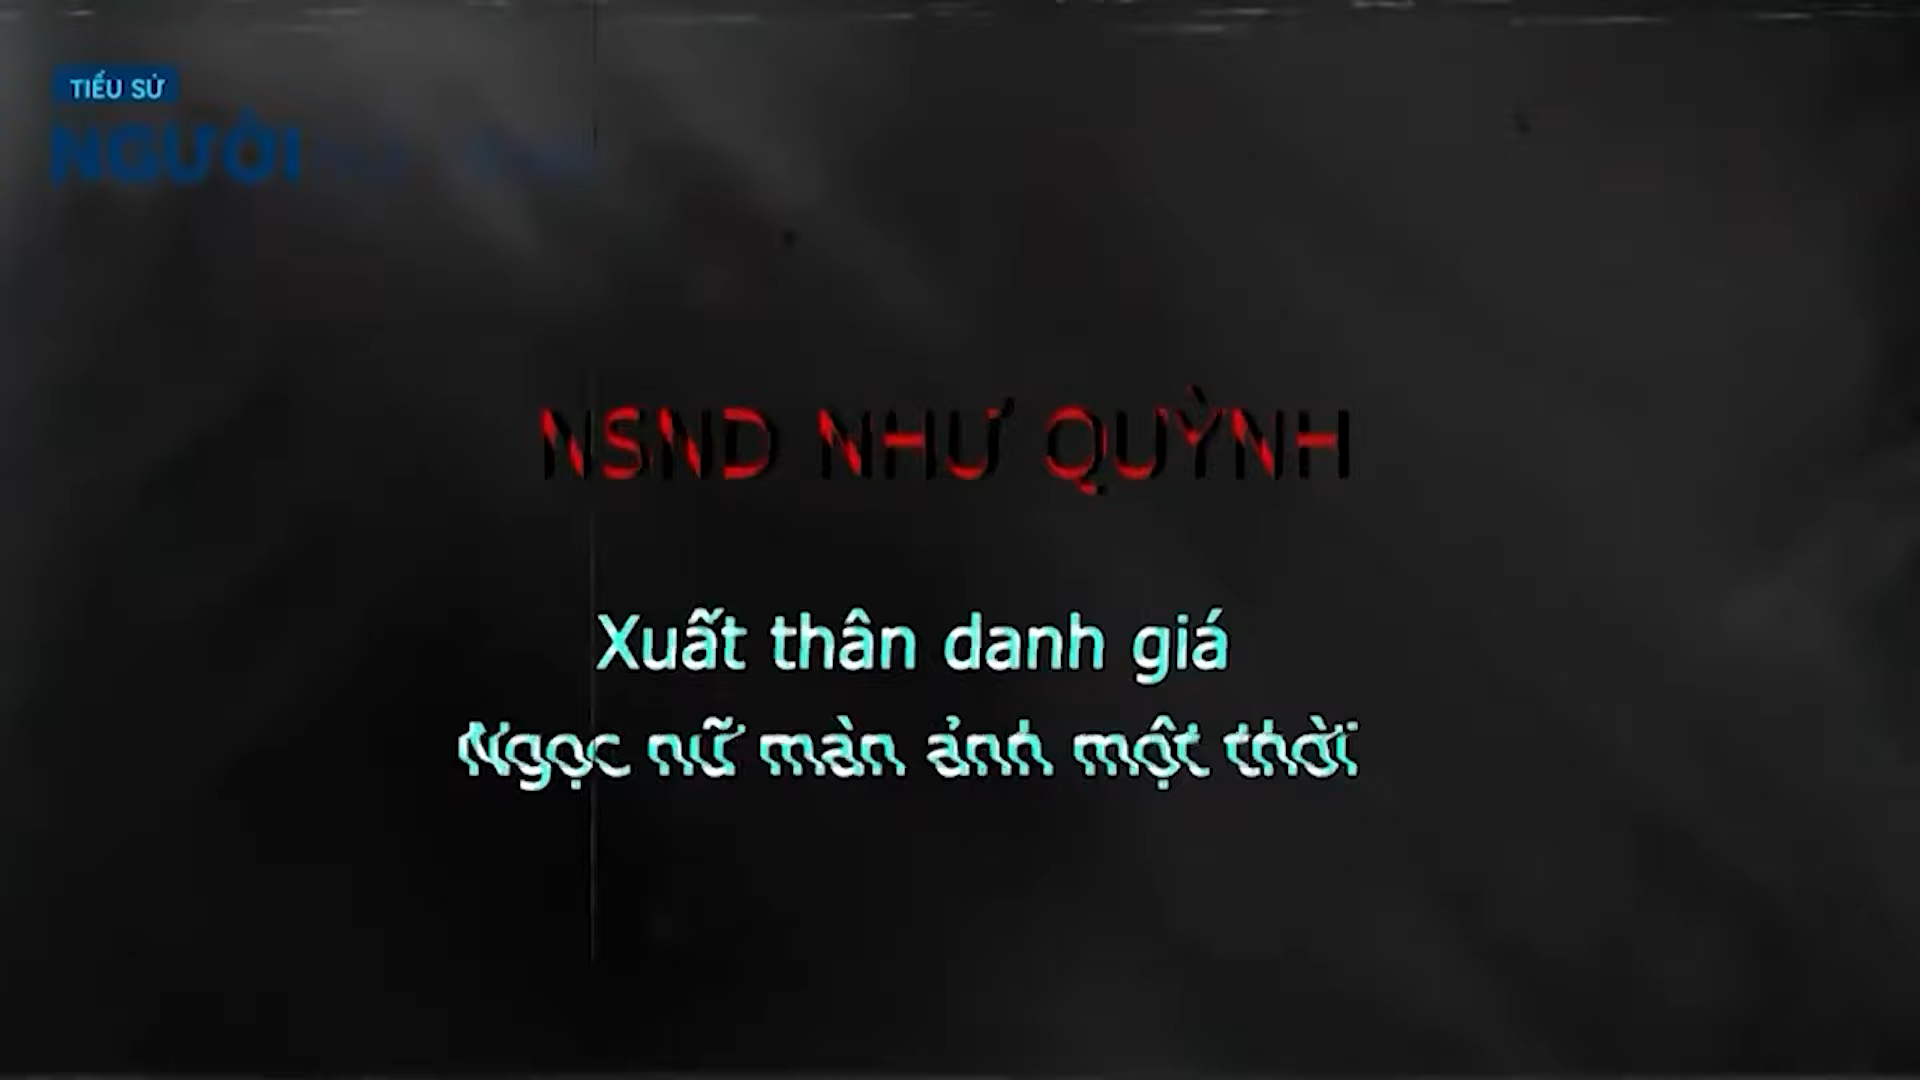 TIỂU SỬ
NGƯỜI
NSND NHƯ QUỲNH
Xuất thân danh giá
Ngọc nữ màn ảnh một thời